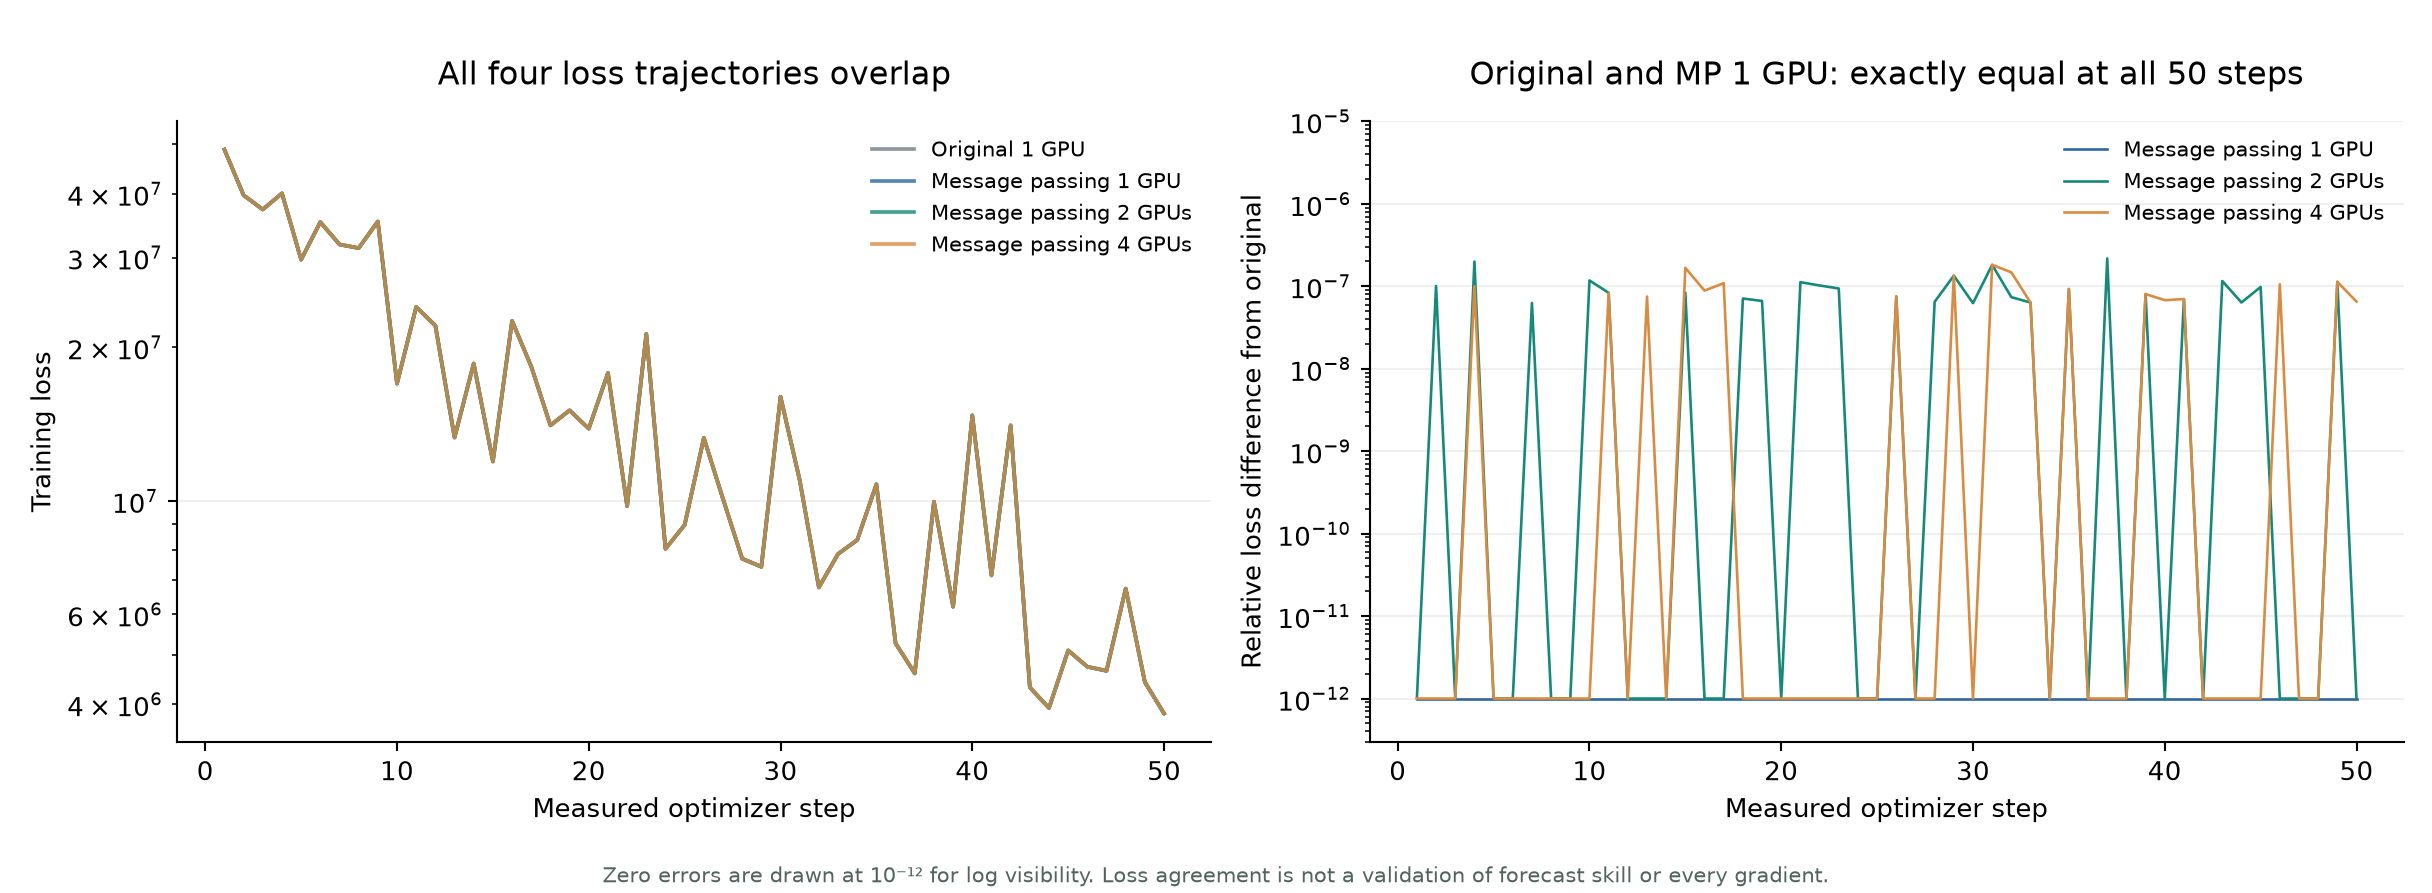 All four loss trajectories overlap
Training loss
4 × 10⁷
3 × 10⁷
2 × 10⁷
10⁷
6 × 10⁶
4 × 10⁶
Original 1 GPU
Message passing 1 GPU
Message passing 2 GPUs
Message passing 4 GPUs
0 10 20 30 40 50
Measured optimizer step
Original and MP 1 GPU: exactly equal at all 50 steps
Relative loss difference from original
10⁻⁵
10⁻⁶
10⁻⁷
10⁻⁸
10⁻⁹
10⁻¹⁰
10⁻¹¹
10⁻¹²
Message passing 1 GPU
Message passing 2 GPUs
Message passing 4 GPUs
0 10 20 30 40 50
Measured optimizer step
Zero errors are drawn at 10⁻¹² for log visibility. Loss agreement is not a validation of forecast skill or every gradient.